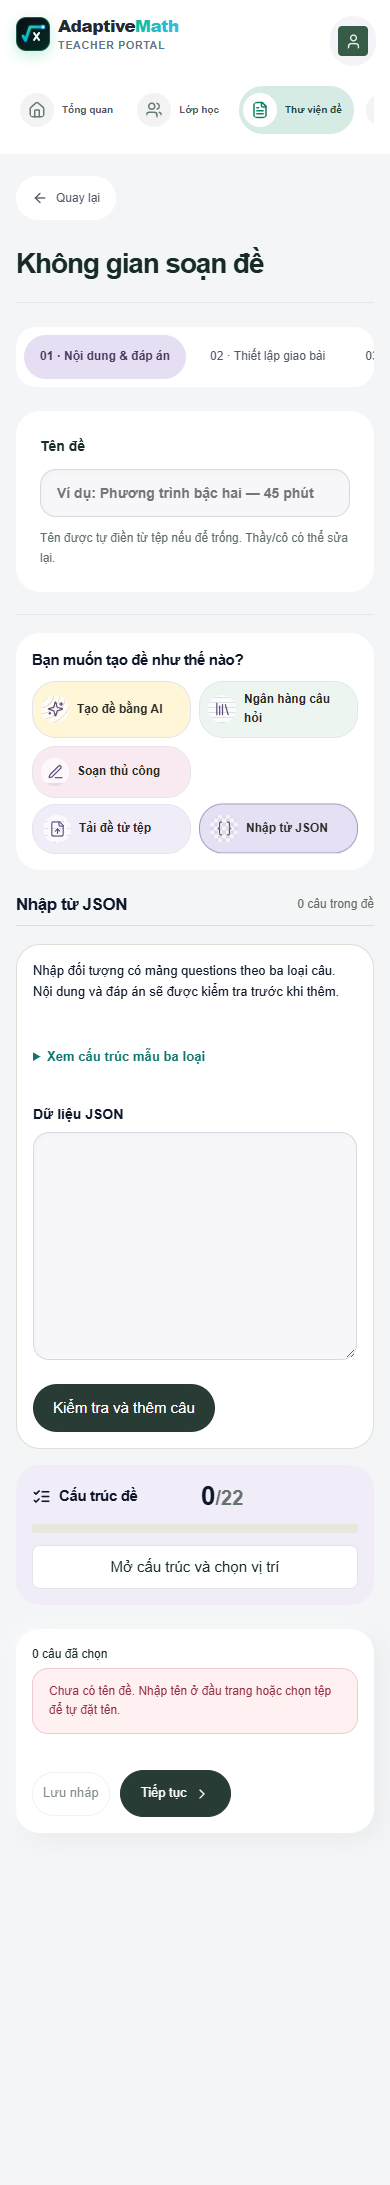 AdaptiveMath
TEACHER PORTAL
Tổng quan
Lớp học
Thư viện đề
Quay lại
Không gian soạn đề
01 · Nội dung & đáp án
02 · Thiết lập giao bài
03
Tên đề
Ví dụ: Phương trình bậc hai — 45 phút
Tên được tự điền từ tệp nếu để trống. Thầy/cô có thể sửa
lại.
Bạn muốn tạo đề như thế nào?
Tạo đề bằng AI
Ngân hàng câu
hỏi
Soạn thủ công
Tải đề từ tệp
Nhập từ JSON
Nhập từ JSON
0 câu trong đề
Nhập đối tượng có mảng questions theo ba loại câu.
Nội dung và đáp án sẽ được kiểm tra trước khi thêm.
Xem cấu trúc mẫu ba loại
Dữ liệu JSON
Kiểm tra và thêm câu
Cấu trúc đề
0/22
Mở cấu trúc và chọn vị trí
0 câu đã chọn
Chưa có tên đề. Nhập tên ở đầu trang hoặc chọn tệp
để tự đặt tên.
Lưu nháp
Tiếp tục